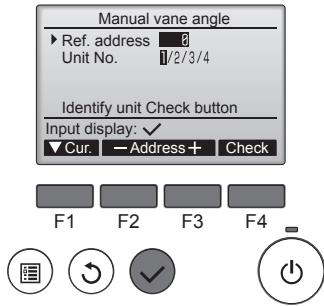 Manual vane angle
Ref. address 0
Unit No. 1/2/3/4
Identify unit Check button
Input display: ✓
▼Cur. －Address＋ Check
F1 F2 F3 F4